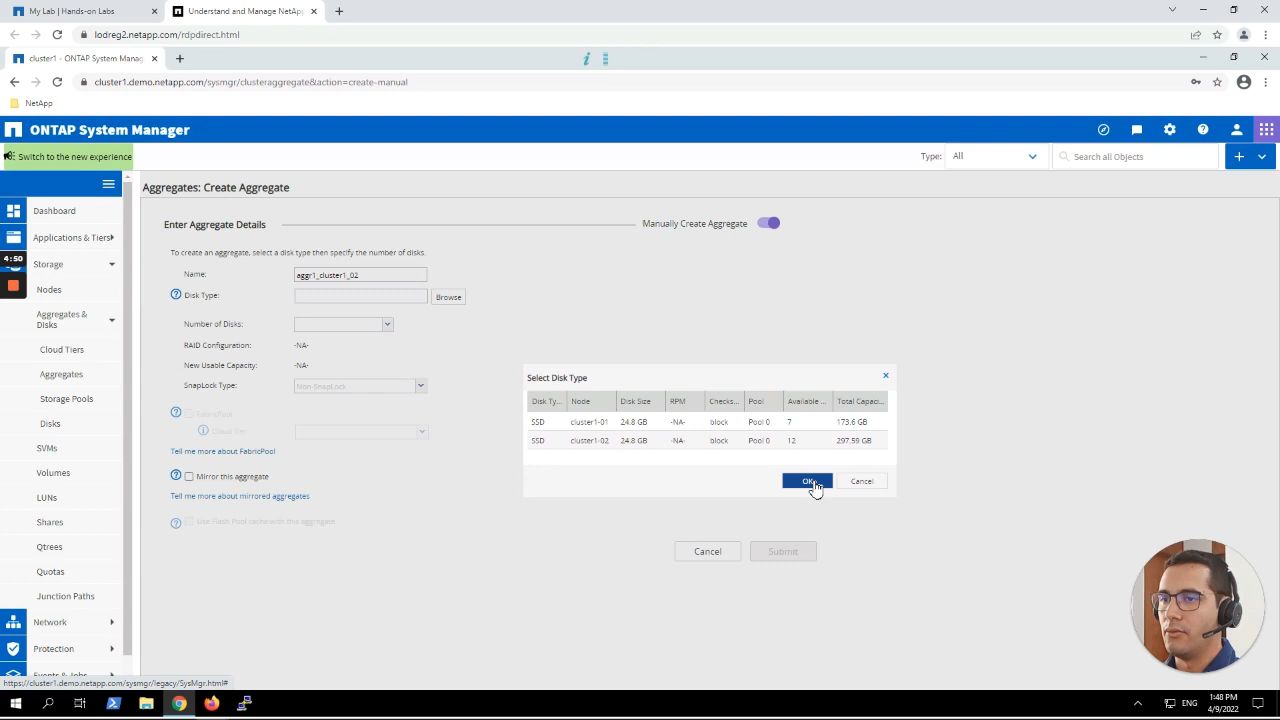 My Lab | Hands-on Labs
Understand and Manage NetApp
lodreg2.netapp.com/rdpdirect.html
cluster1 - ONTAP System Manag
cluster1.demo.netapp.com/sysmgr/clusteraggregate&action=create-manual
NetApp
ONTAP System Manager
Switch to the new experience
Type: All
Search all Objects
Dashboard
Applications & Tiers
4:50
Storage
Nodes
Aggregates &
Disks
Cloud Tiers
Aggregates
Storage Pools
Disks
SVMs
Volumes
LUNs
Shares
Qtrees
Quotas
Junction Paths
Network
Protection
Events & Jobs
Aggregates: Create Aggregate
Enter Aggregate Details
Manually Create Aggregate
To create an aggregate, select a disk type then specify the number of disks.
Name: aggr1_cluster1_02
Disk Type: Browse
Number of Disks:
RAID Configuration: -NA-
New Usable Capacity: -NA-
SnapLock Type: Non-SnapLock
FabricPool
Cloud Tier
Tell me more about FabricPool
Mirror this aggregate
Tell me more about mirrored aggregates
Use Flash Pool cache with this aggregate
Select Disk Type
Disk Ty... Node Disk Size RPM Checks... Pool Available ... Total Capaci...
SSD cluster1-01 24.8 GB -NA- block Pool 0 7 173.6 GB
SSD cluster1-02 24.8 GB -NA- block Pool 0 12 297.59 GB
OK Cancel
Cancel Submit
https://cluster1.demo.netapp.com/sysmgr/legacy/SysMgr.html#
ENG
1:48 PM
4/9/2022